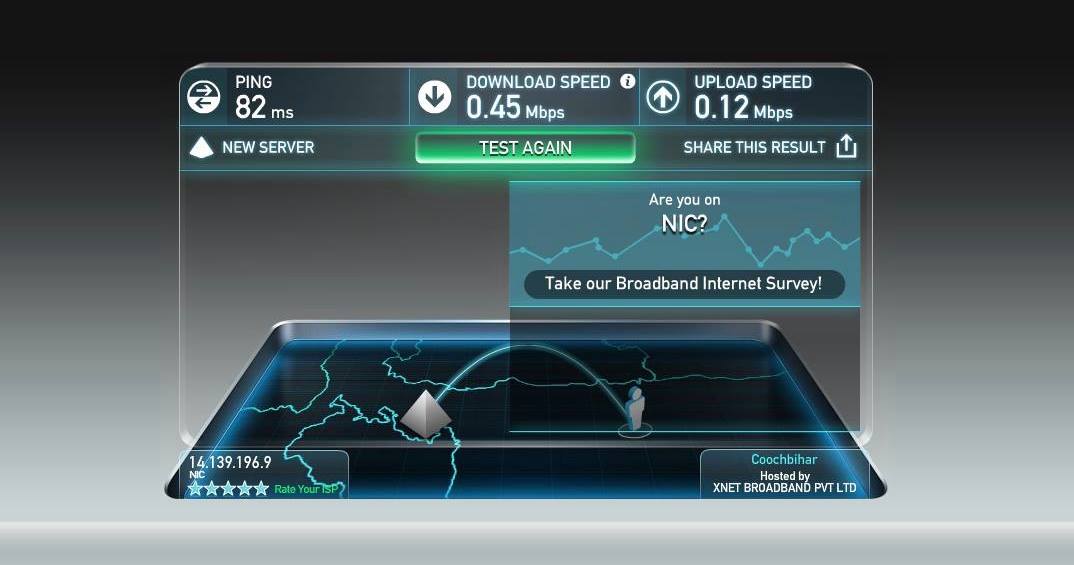 PING
82 ms
DOWNLOAD SPEED i
0.45 Mbps
UPLOAD SPEED
0.12 Mbps
NEW SERVER
TEST AGAIN
SHARE THIS RESULT
Are you on
NIC?
Take our Broadband Internet Survey!
14.139.196.9
NIC
Rate Your ISP
Coochbihar
Hosted by
XNET BROADBAND PVT LTD